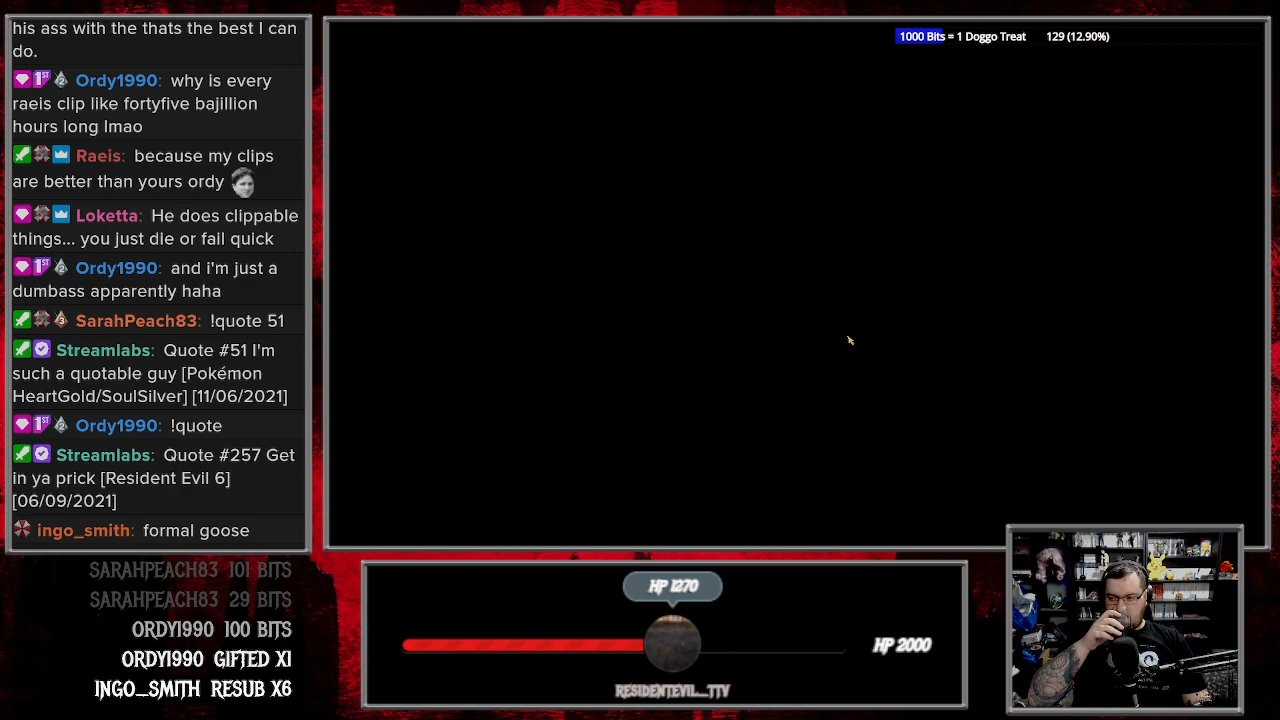 his ass with the thats the best I can
do.
Ordy1990: why is every
raeis clip like fortyfive bajillion
hours long lmao
Raeis: because my clips
are better than yours ordy
Loketta: He does clippable
things... you just die or fail quick
Ordy1990: and i'm just a
dumbass apparently haha
SarahPeach83: !quote 51
Streamlabs: Quote #51 I'm
such a quotable guy [Pokémon
HeartGold/SoulSilver] [11/06/2021]
Ordy1990: !quote
Streamlabs: Quote #257 Get
in ya prick [Resident Evil 6]
[06/09/2021]
ingo_smith: formal goose
SARAHPEACH83 101 BITS
SARAHPEACH83 29 BITS
ORDY1990 100 BITS
ORDY1990 GIFTED X1
INGO_SMITH RESUB X6
1000 Bits = 1 Doggo Treat 129 (12.90%)
HP 1270
HP 2000
RESIDENTEVIL_TTV